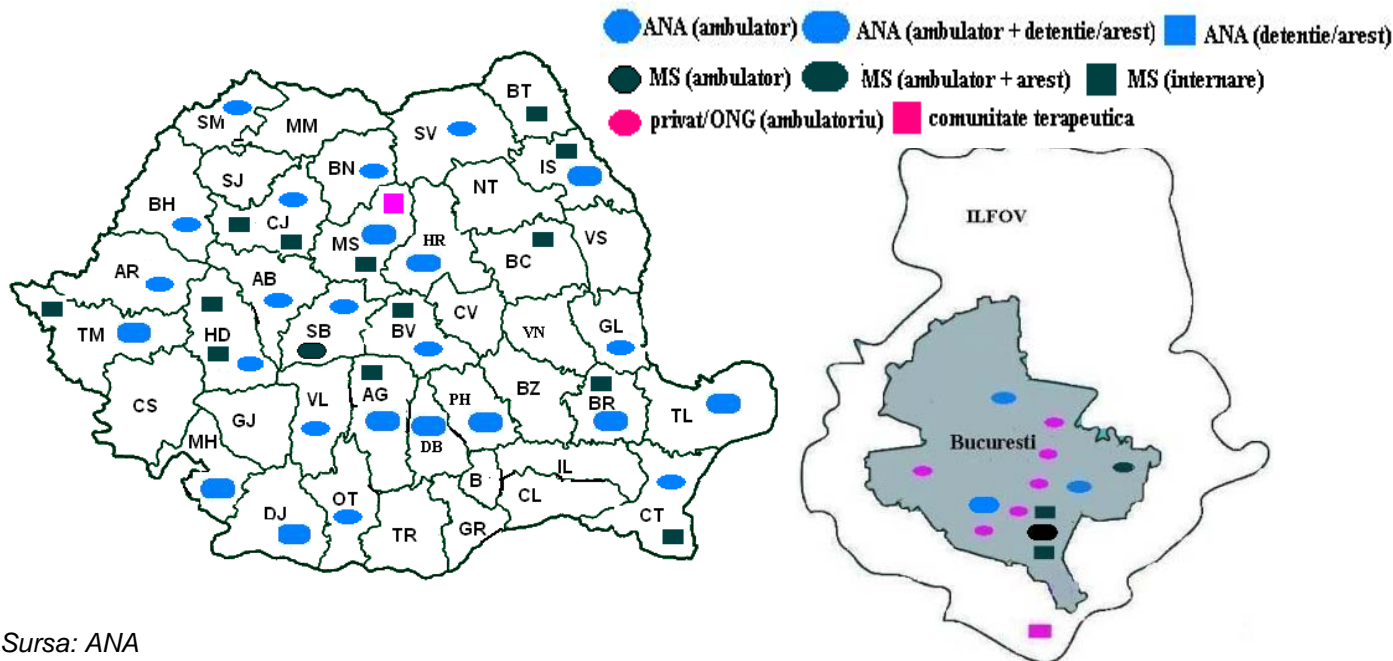 ANA (ambulator) ANA (ambulator + detentie/arest) ANA (detentie/arest)
MS (ambulator) MS (ambulator + arest) MS (internare)
privat/ONG (ambulatoriu) comunitate terapeutica
BT
SM
MM
SV
BN
IS
SJ
NT
BH
CJ
ILFOV
MS
HR
VS
BC
AR
AB
CV
TM
HD
SB
BV
VN
GL
Bucuresti
CS
GJ
VL
AG
PH
BZ
BR
TL
MH
DB
IL
B
OT
CL
DJ
TR
GR
CT
Sursa: ANA